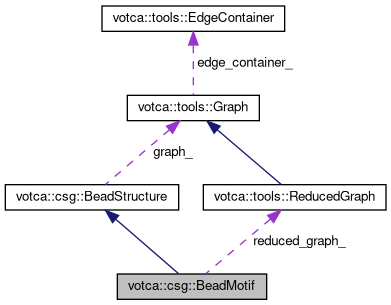 votca::tools::EdgeContainer
edge_container_
votca::tools::Graph
graph_
votca::csg::BeadStructure
votca::tools::ReducedGraph
reduced_graph_
votca::csg::BeadMotif